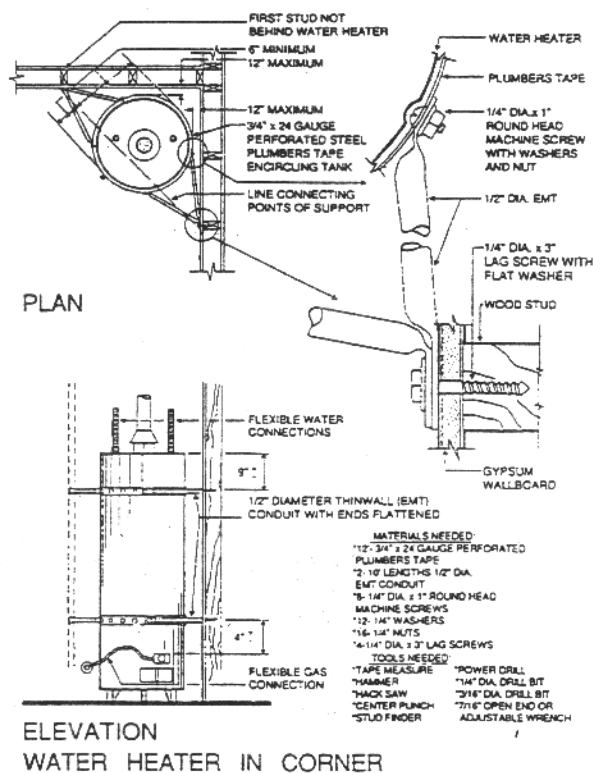 FIRST STUD NOT
BEHIND WATER HEATER
6" MINIMUM
12" MAXIMUM
12" MAXIMUM
3/4" x 24 GAUGE
PERFORATED STEEL
PLUMBERS TAPE
ENCIRCLING TANK
LINE CONNECTING
POINTS OF SUPPORT
PLAN
WATER HEATER
PLUMBERS TAPE
1/4" DIA.x 1"
ROUND HEAD
MACHINE SCREW
WITH WASHERS
AND NUT
1/2" DIA. EMT
1/4" DIA. x 3"
LAG SCREW WITH
FLAT WASHER
WOOD STUD
GYPSUM
WALLBOARD
FLEXIBLE WATER
CONNECTIONS
9"
1/2" DIAMETER THINWALL (EMT)
CONDUIT WITH ENDS FLATTENED
4"
FLEXIBLE GAS
CONNECTION
MATERIALS NEEDED:
*12'- 3/4" x 24 GAUGE PERFORATED
PLUMBERS TAPE
*2- 10' LENGTHS 1/2" DIA.
EMT CONDUIT
*8- 1/4" DIA. x 1" ROUND HEAD
MACHINE SCREWS
*12- 1/4" WASHERS
*16- 1/4" NUTS
*4-1/4" DIA. x 3" LAG SCREWS
TOOLS NEEDED:
*TAPE MEASURE
*HAMMER
*HACK SAW
*CENTER PUNCH
*STUD FINDER
*POWER DRILL
*1/4" DIA. DRILL BIT
*3/16" DIA. DRILL BIT
*7/16" OPEN END OR
ADJUSTABLE WRENCH
ELEVATION
WATER HEATER IN CORNER